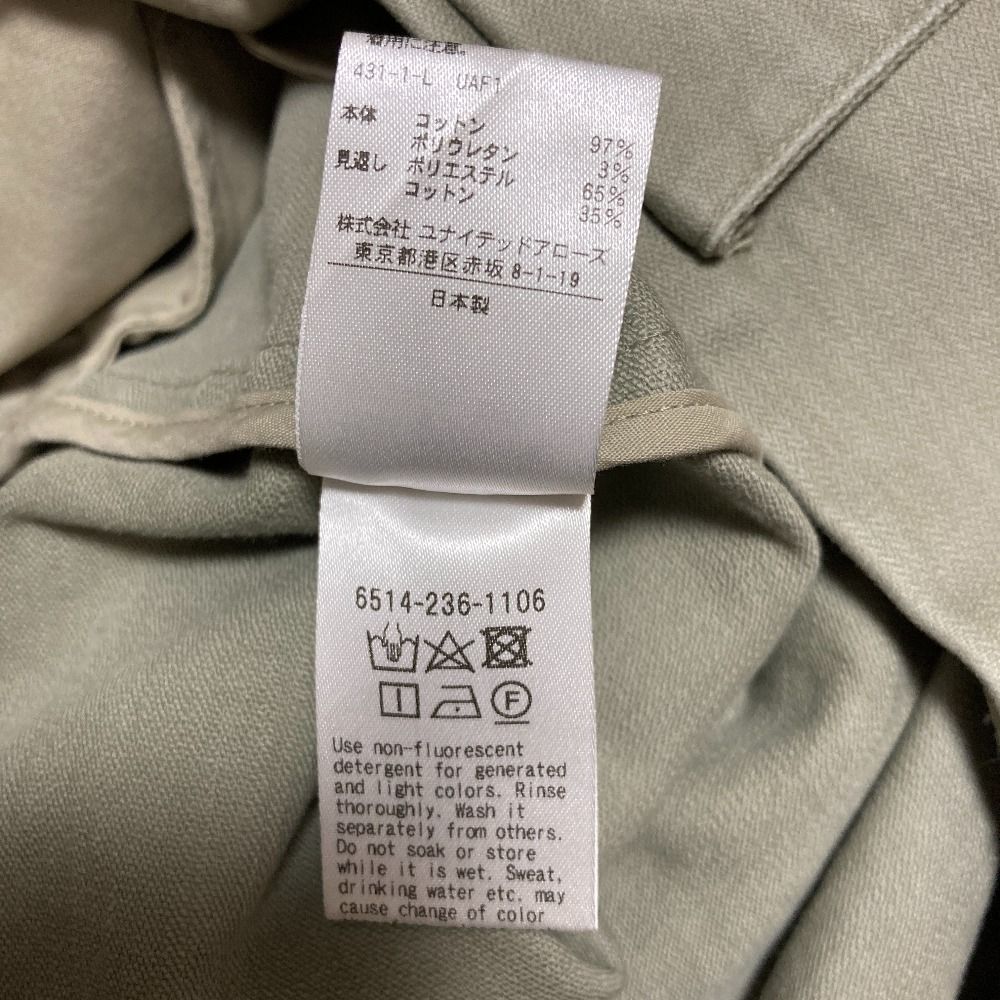 着用に注意。
431-1-L UAF1
本体 コットン 97%
ポリウレタン 3%
見返し ポリエステル 65%
コットン 35%
株式会社 ユナイテッドアローズ
東京都港区赤坂 8-1-19
日本製
6514-236-1106
F
Use non-fluorescent
detergent for generated
and light colors. Rinse
thoroughly. Wash it
separately from others.
Do not soak or store
while it is wet. Sweat,
drinking water etc. may
cause change of color